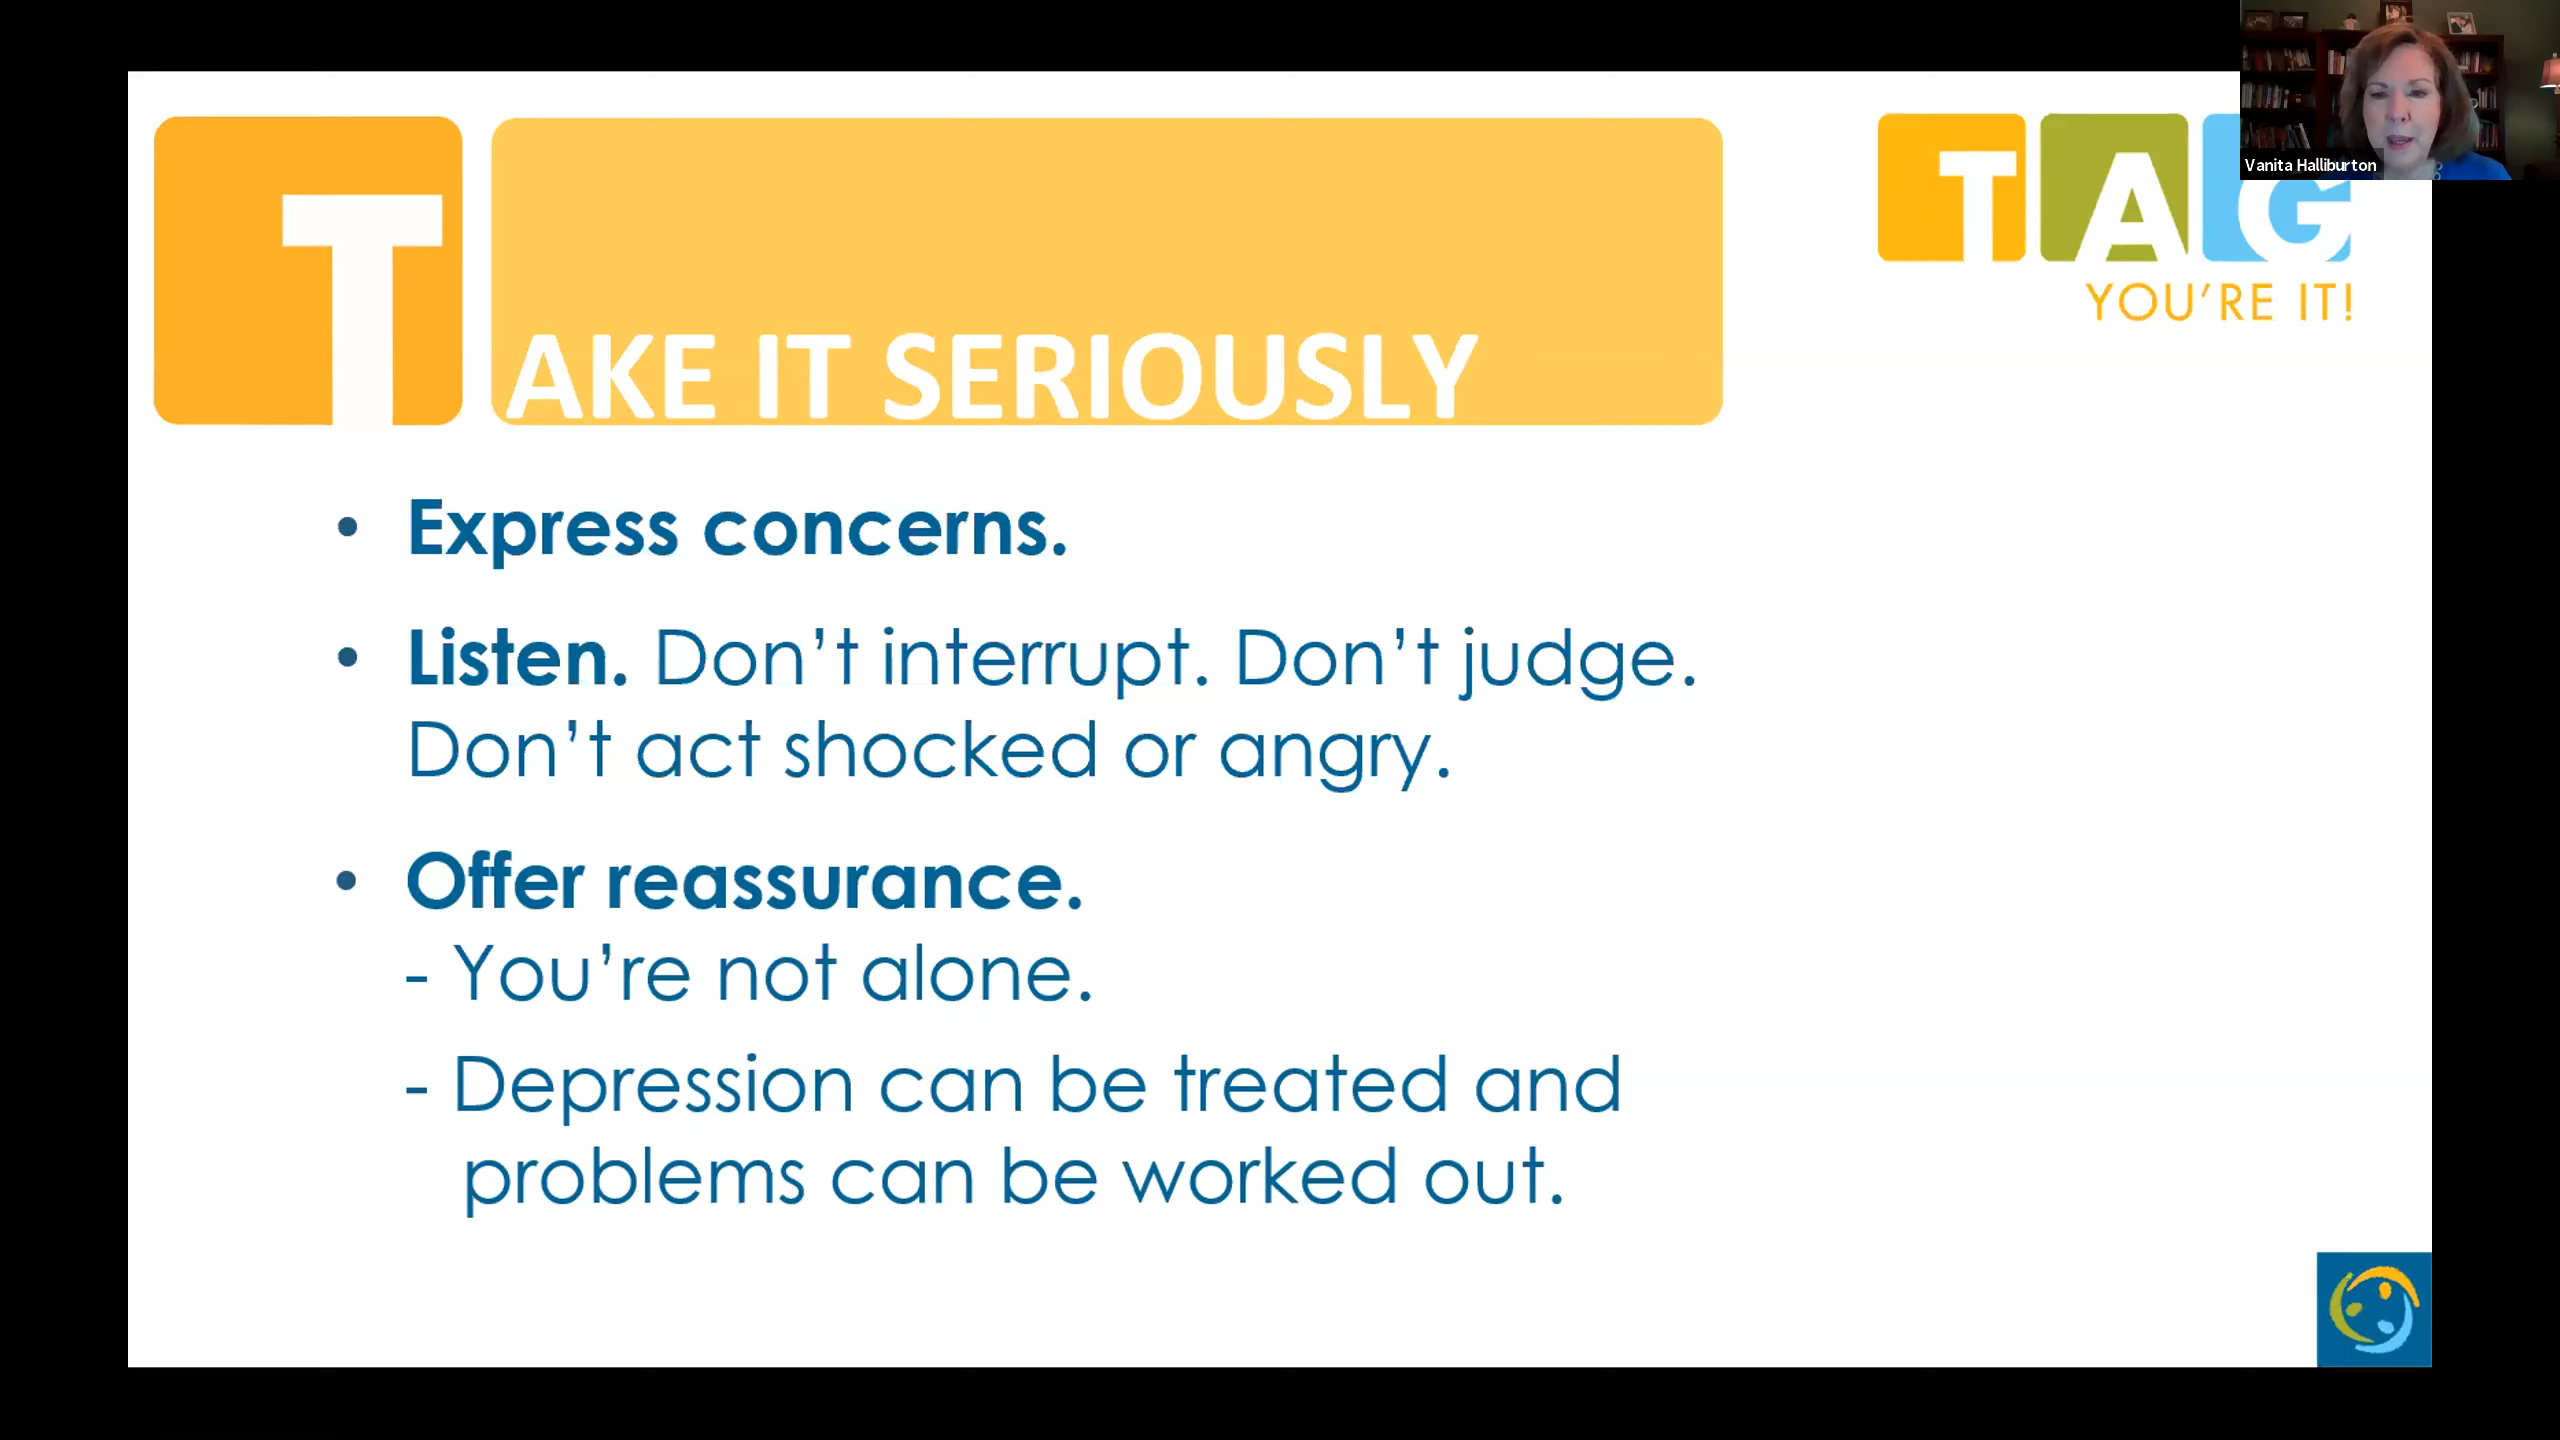 TAKE IT SERIOUSLY
TAG
YOU’RE IT!
Vanita Halliburton
• Express concerns.
• Listen. Don’t interrupt. Don’t judge.
Don’t act shocked or angry.
• Offer reassurance.
- You’re not alone.
- Depression can be treated and
problems can be worked out.